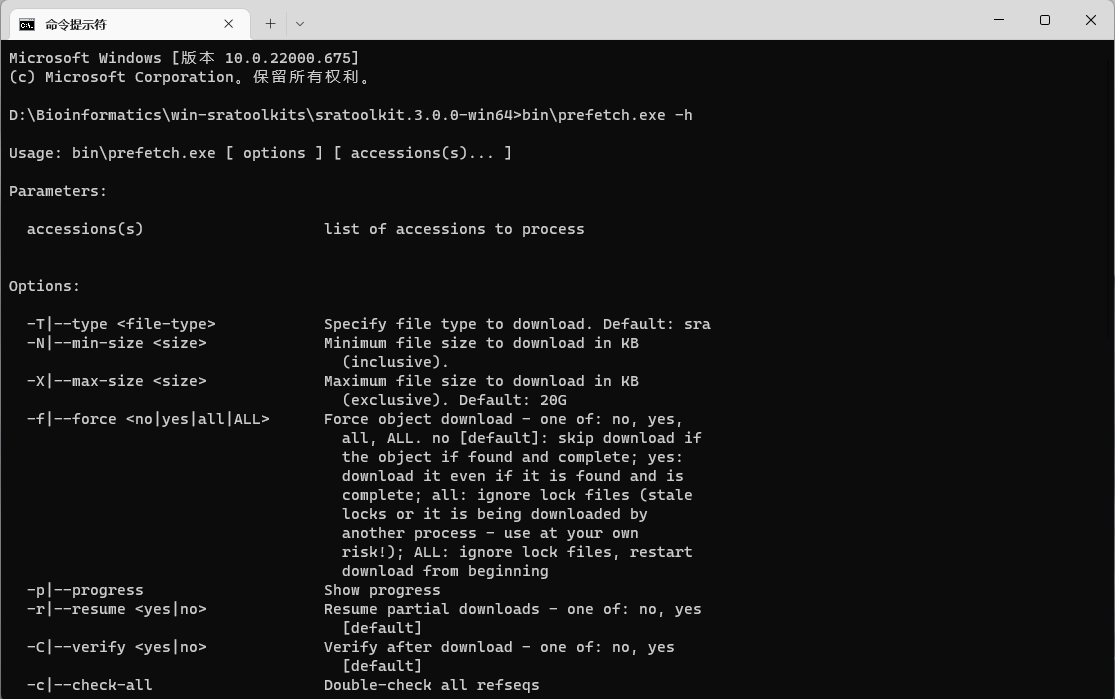 命令提示符
Microsoft Windows [版本 10.0.22000.675]
(c) Microsoft Corporation。保留所有权利。
D:\Bioinformatics\win-sratoolkits\sratoolkit.3.0.0-win64>bin\prefetch.exe -h
Usage: bin\prefetch.exe [ options ] [ accessions(s)... ]
Parameters:
accessions(s) list of accessions to process
Options:
-T|--type <file-type> Specify file type to download. Default: sra
-N|--min-size <size> Minimum file size to download in KB
(inclusive).
-X|--max-size <size> Maximum file size to download in KB
(exclusive). Default: 20G
-f|--force <no|yes|all|ALL> Force object download - one of: no, yes,
all, ALL. no [default]: skip download if
the object if found and complete; yes:
download it even if it is found and is
complete; all: ignore lock files (stale
locks or it is being downloaded by
another process - use at your own
risk!); ALL: ignore lock files, restart
download from beginning
-p|--progress Show progress
-r|--resume <yes|no> Resume partial downloads - one of: no, yes
[default]
-C|--verify <yes|no> Verify after download - one of: no, yes
[default]
-c|--check-all Double-check all refseqs